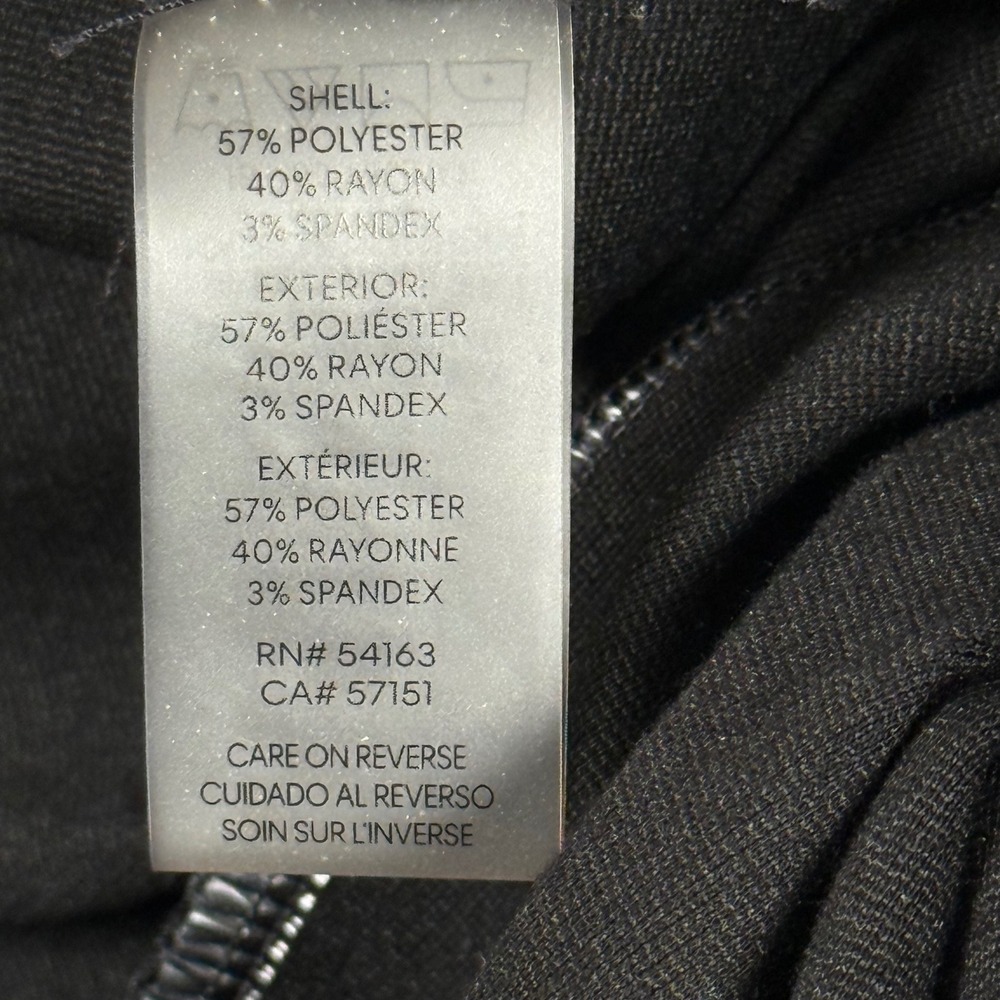 SHELL:
57% POLYESTER
40% RAYON
3% SPANDEX
EXTERIOR:
57% POLIÉSTER
40% RAYON
3% SPANDEX
EXTÉRIEUR:
57% POLYESTER
40% RAYONNE
3% SPANDEX
RN# 54163
CA# 57151
CARE ON REVERSE
CUIDADO AL REVERSO
SOIN SUR L'INVERSE